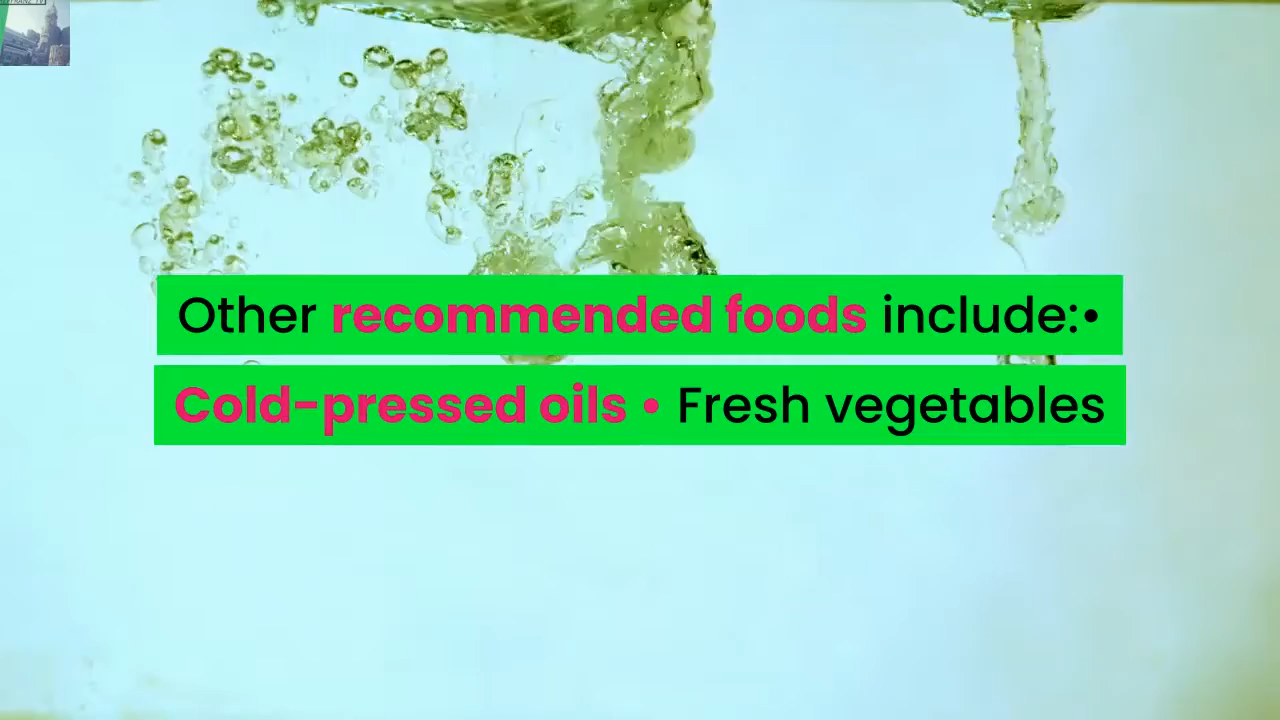 Other recommended foods include:•
Cold-pressed oils • Fresh vegetables